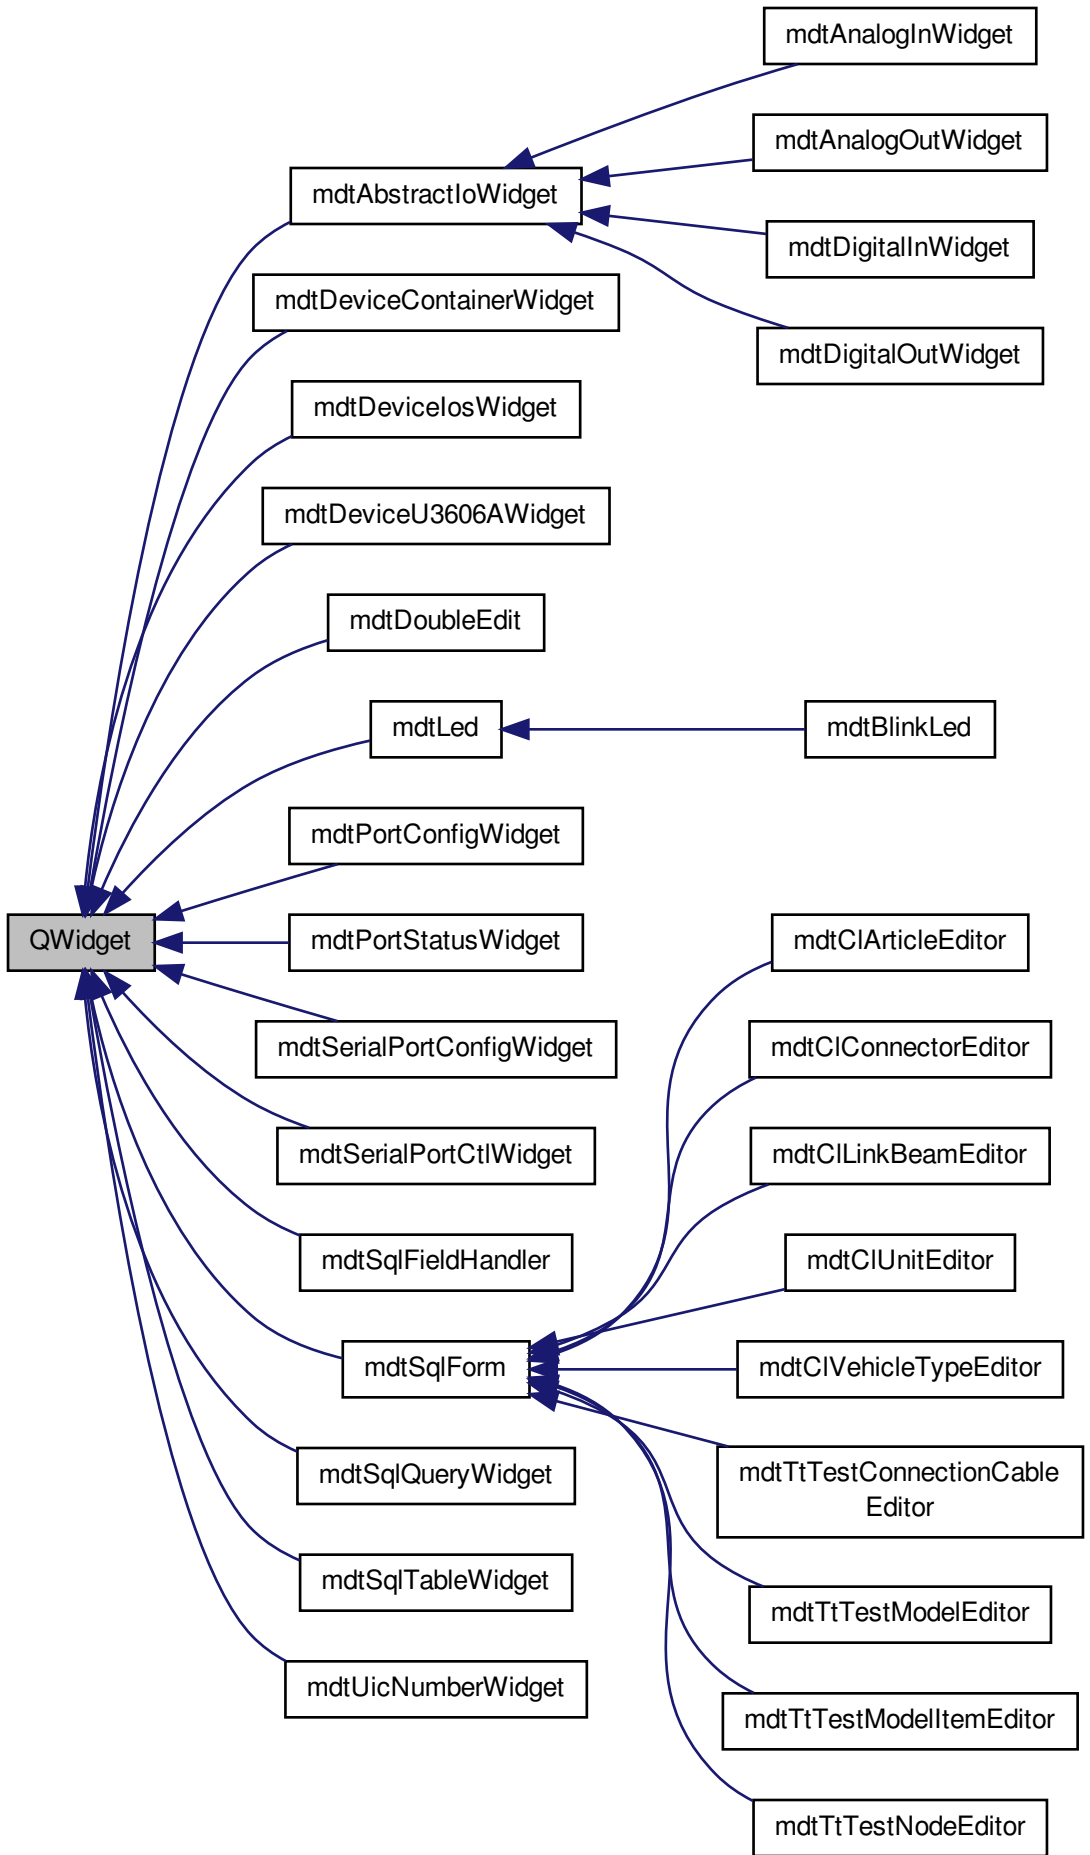 mdtAnalogInWidget
mdtAnalogOutWidget
mdtAbstractIoWidget
mdtDigitalInWidget
mdtDeviceContainerWidget
mdtDigitalOutWidget
mdtDeviceIosWidget
mdtDeviceU3606AWidget
mdtDoubleEdit
mdtLed
mdtBlinkLed
mdtPortConfigWidget
QWidget
mdtPortStatusWidget
mdtClArticleEditor
mdtSerialPortConfigWidget
mdtClConnectorEditor
mdtSerialPortCtlWidget
mdtClLinkBeamEditor
mdtSqlFieldHandler
mdtClUnitEditor
mdtSqlForm
mdtClVehicleTypeEditor
mdtSqlQueryWidget
mdtTtTestConnectionCable
Editor
mdtSqlTableWidget
mdtTtTestModelEditor
mdtUicNumberWidget
mdtTtTestModelItemEditor
mdtTtTestNodeEditor